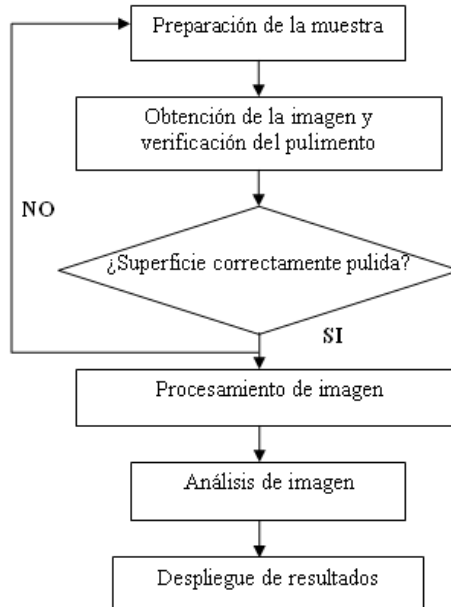 Preparación de la muestra
Obtención de la imagen y
verificación del pulimento
NO
¿Superficie correctamente pulida?
SI
Procesamiento de imagen
Análisis de imagen
Despliegue de resultados